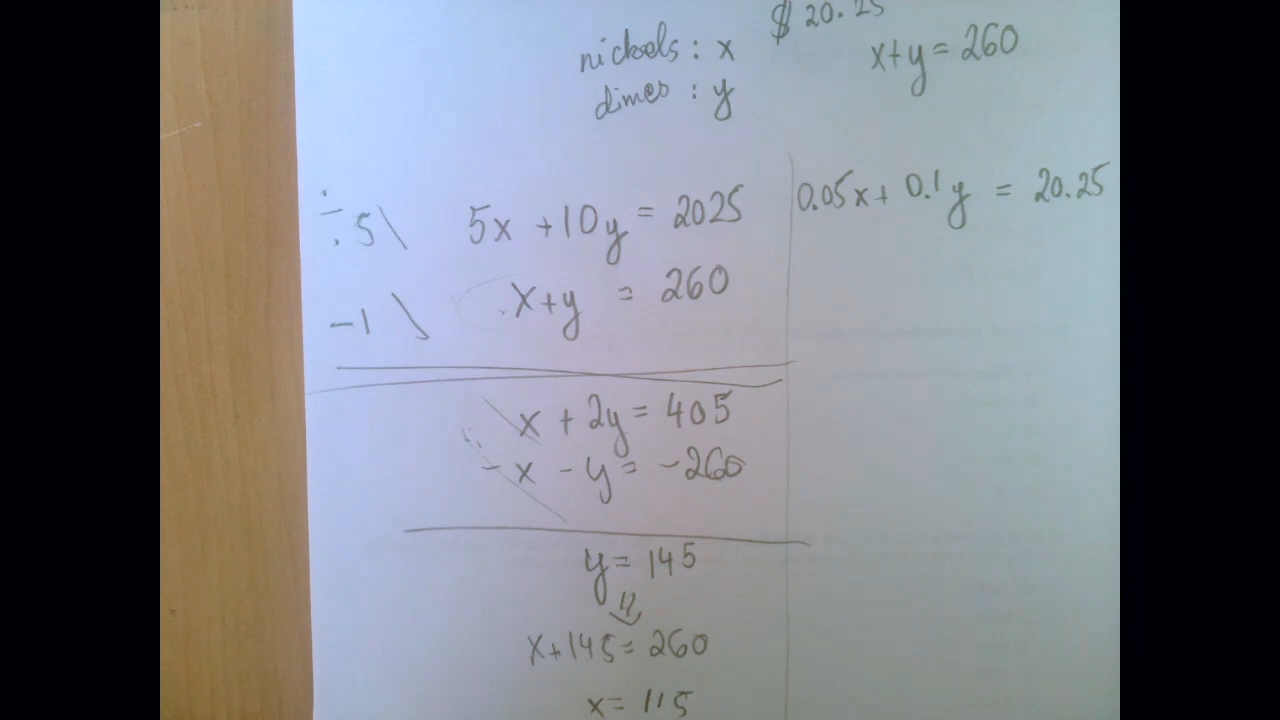 $ 20.25
nickels : x
x+y = 260
dimes : y
÷5\ 5x +10y = 2025
0.05x + 0.1y = 20.25
-1 \ x+y = 260
x + 2y = 405
-x - y = -260
y = 145
⇓
x+145 = 260
x = 115